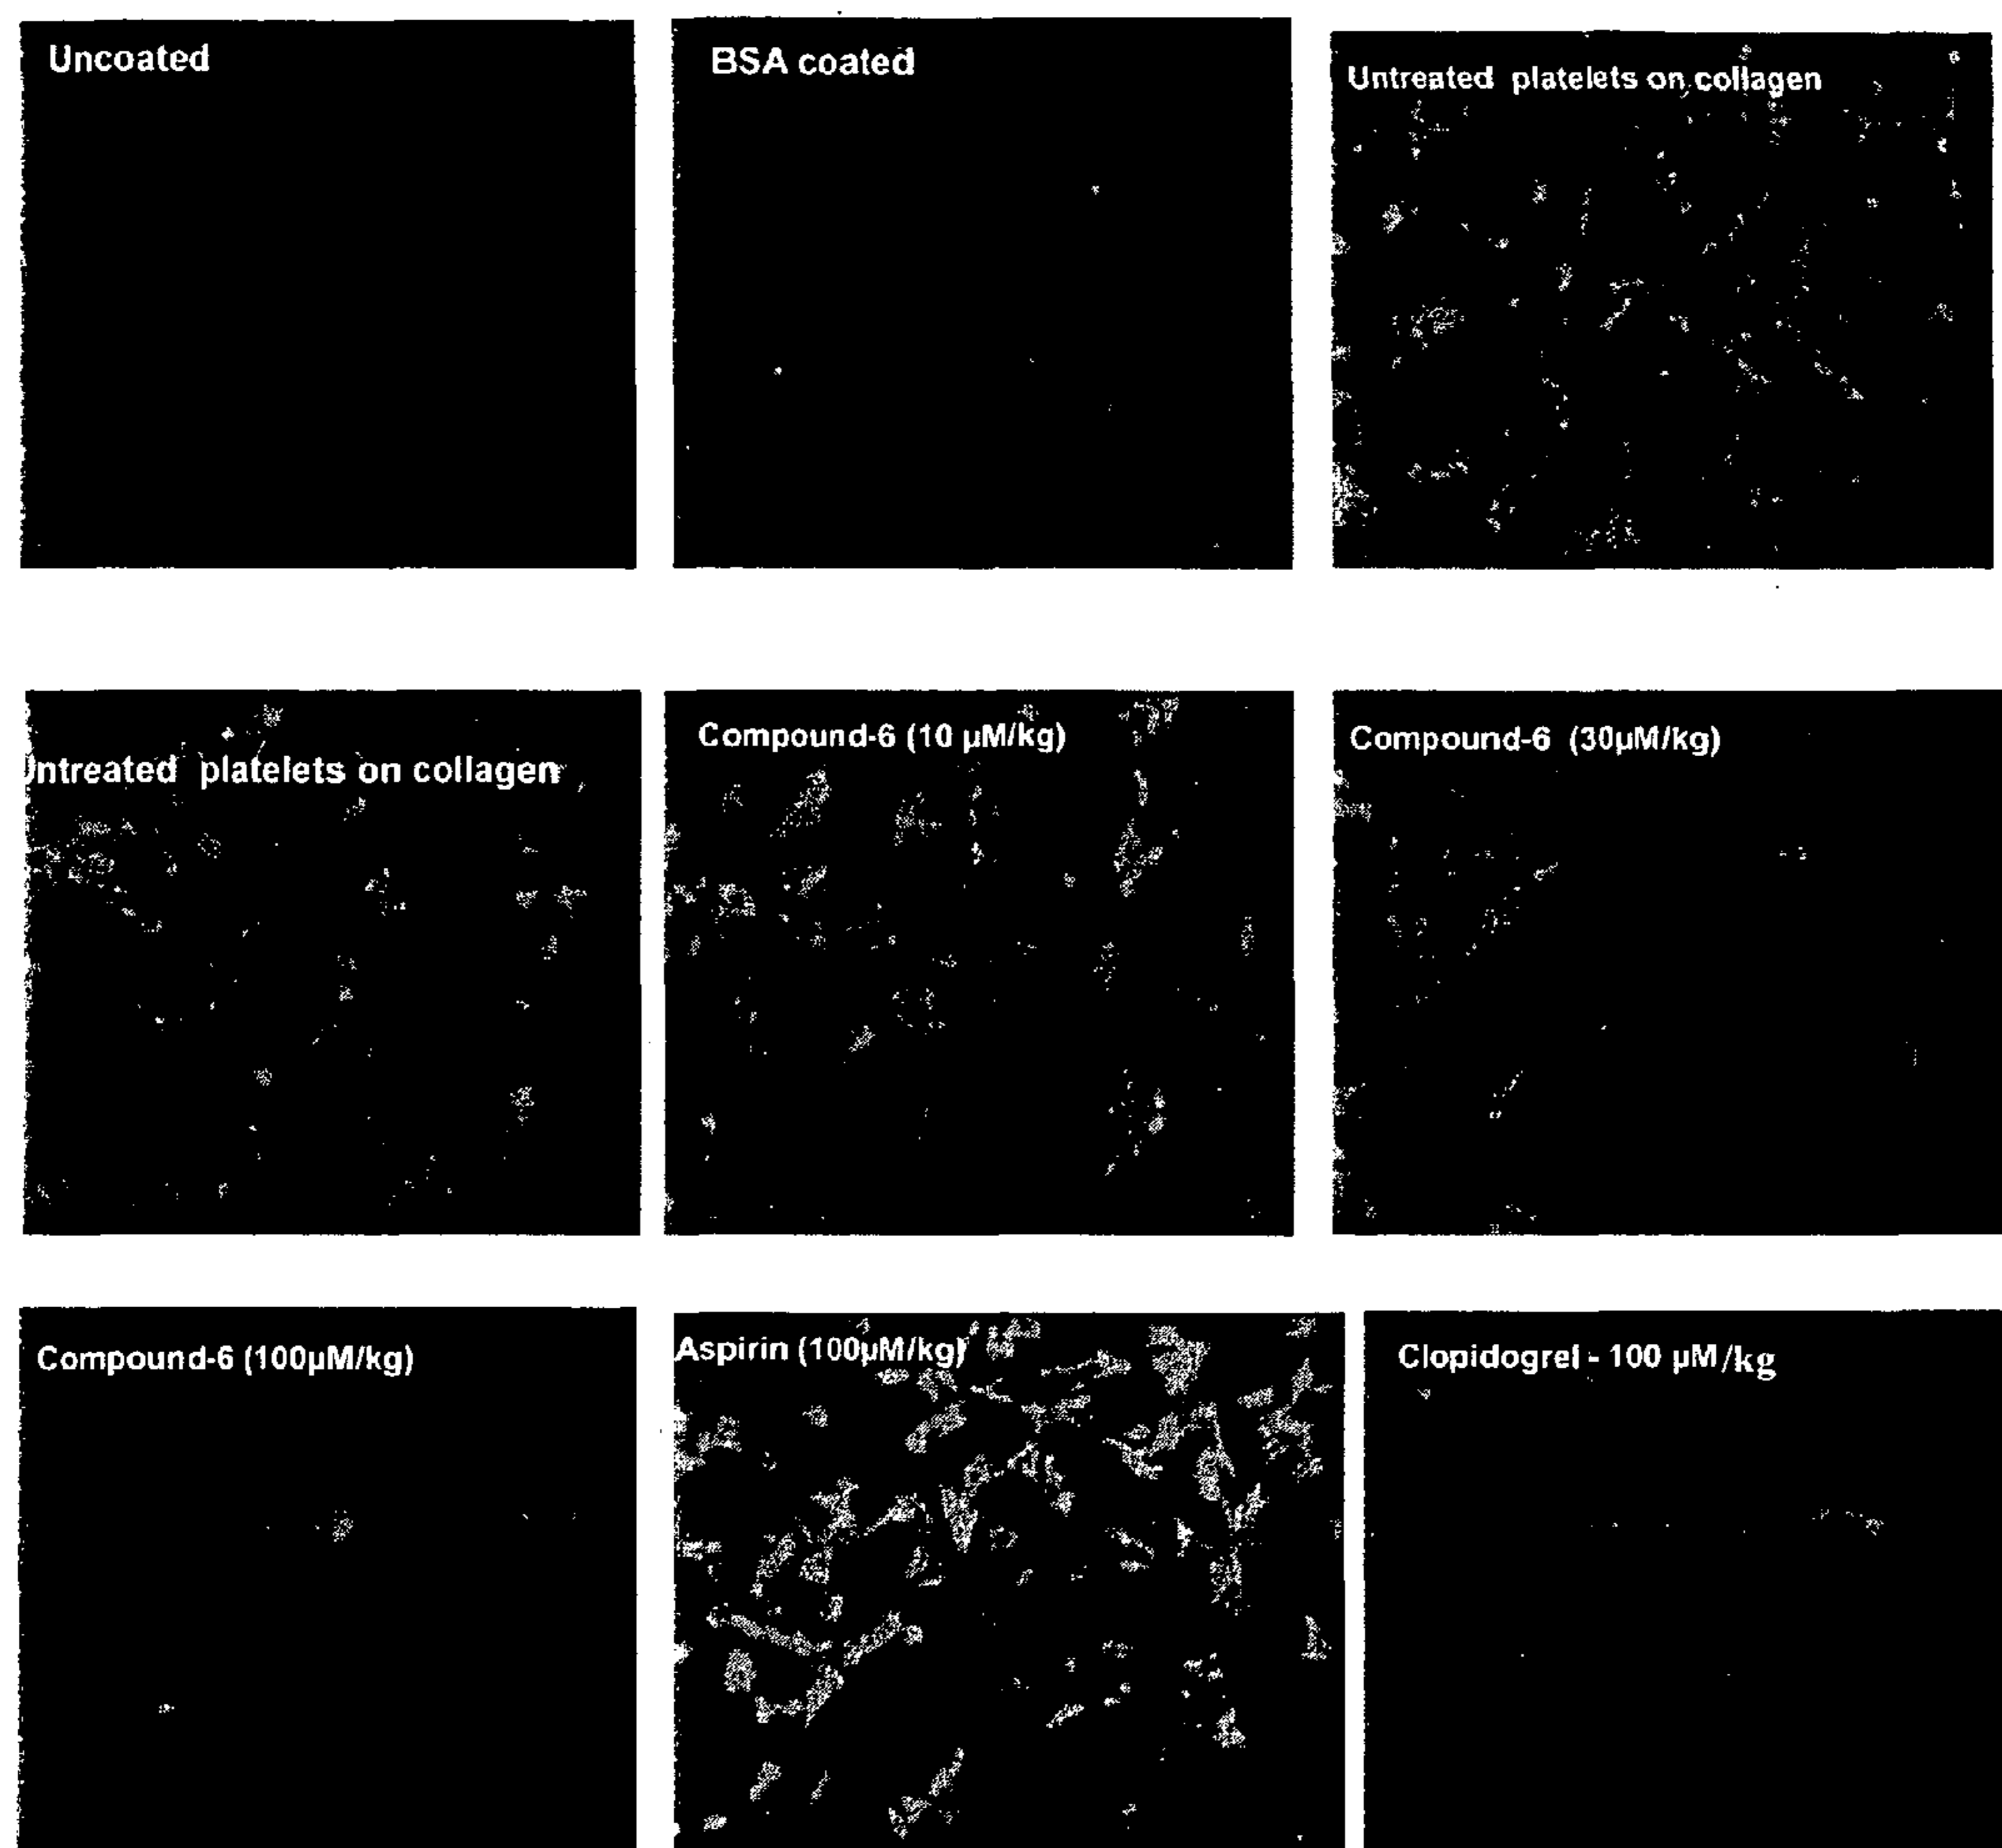 Uncoated
BSA coated
Untreated platelets on collagen
Untreated platelets on collagen
Compound-6 (10 µM/kg)
Compound-6 (30µM/kg)
Compound-6 (100µM/kg)
Aspirin (100µM/kg)
Clopidogrel - 100 µM/kg